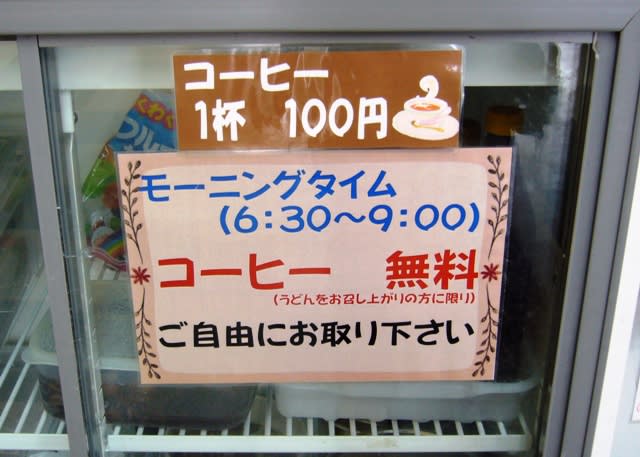 コーヒー
1杯 100円
モーニングタイム
(6:30～9:00)
コーヒー 無料
(うどんをお召し上がりの方に限り)
ご自由にお取り下さい